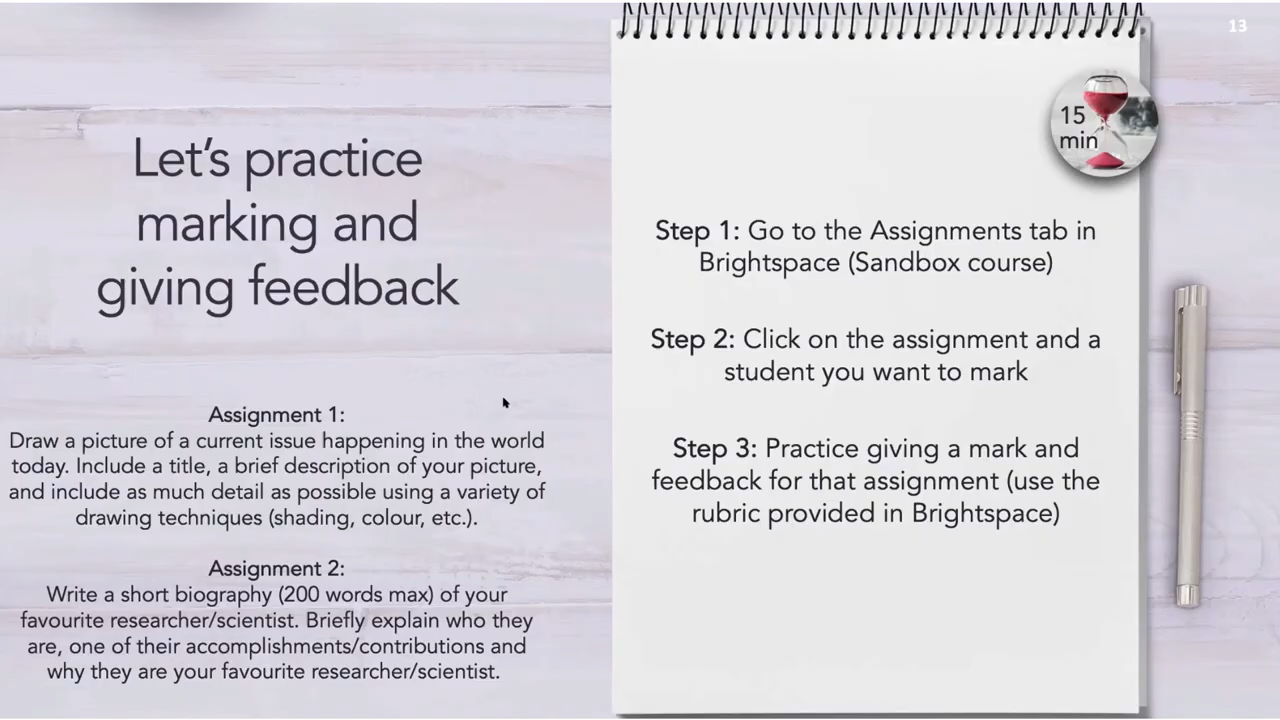 13
Let’s practice
marking and
giving feedback
Assignment 1:
Draw a picture of a current issue happening in the world
today. Include a title, a brief description of your picture,
and include as much detail as possible using a variety of
drawing techniques (shading, colour, etc.).
Assignment 2:
Write a short biography (200 words max) of your
favourite researcher/scientist. Briefly explain who they
are, one of their accomplishments/contributions and
why they are your favourite researcher/scientist.
15
min
Step 1: Go to the Assignments tab in
Brightspace (Sandbox course)
Step 2: Click on the assignment and a
student you want to mark
Step 3: Practice giving a mark and
feedback for that assignment (use the
rubric provided in Brightspace)